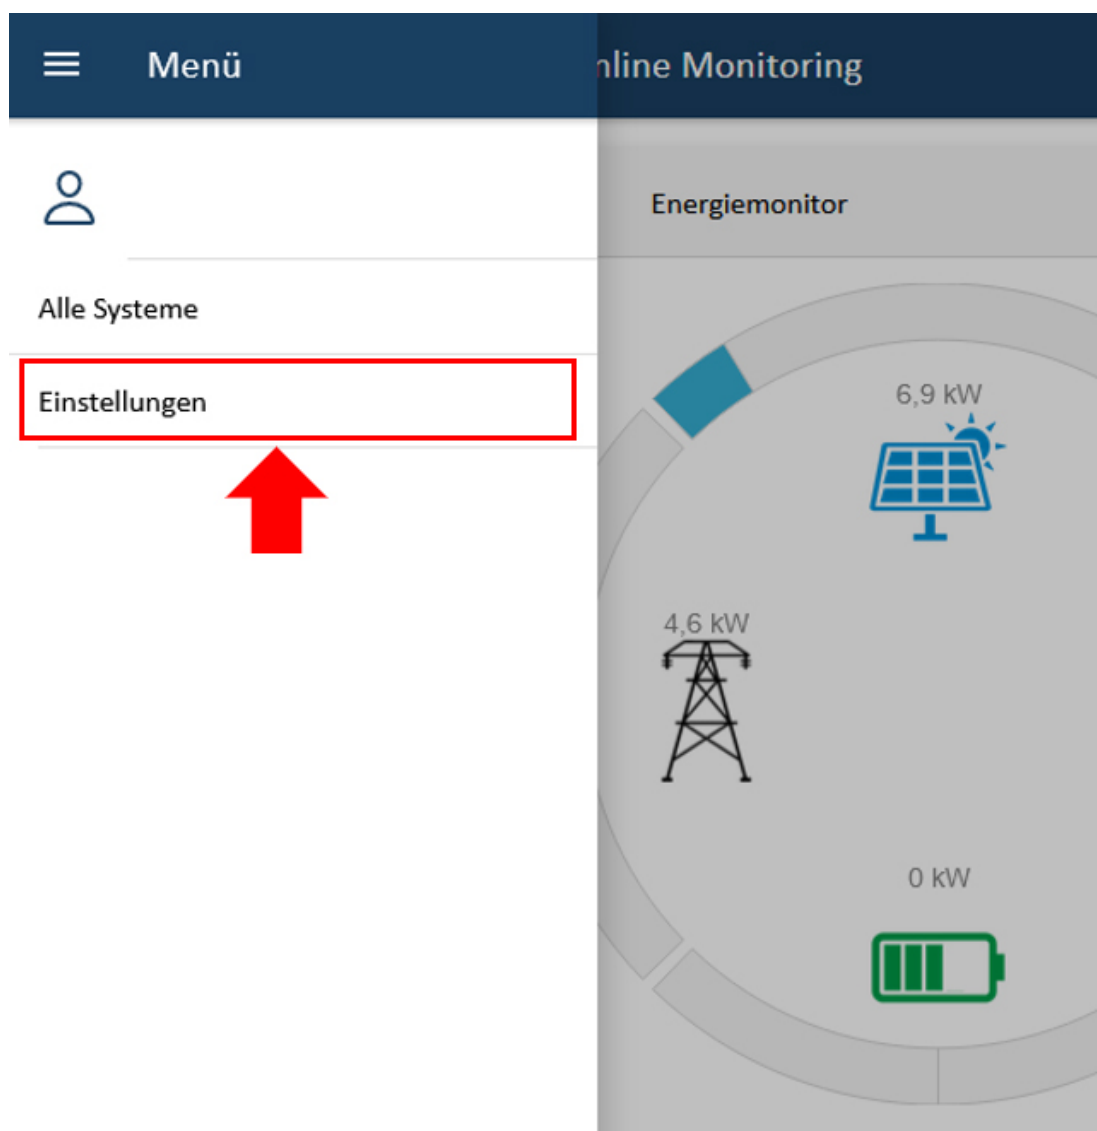 Menü
nline Monitoring
Alle Systeme
Einstellungen
Energiemonitor
6,9 kW
4,6 kW
0 kW